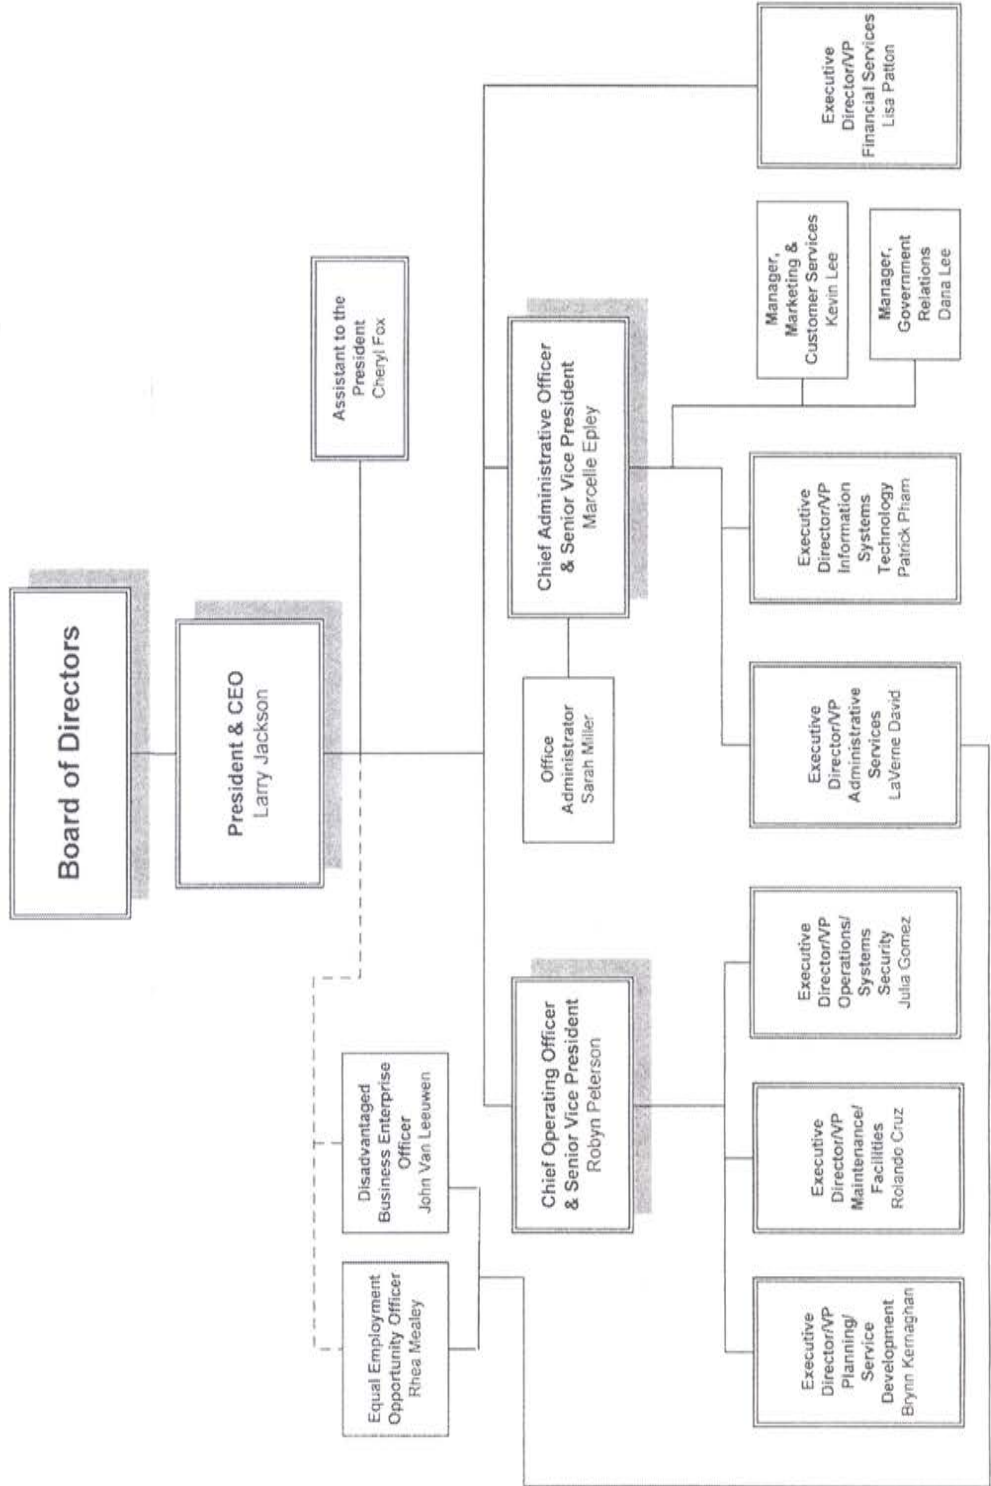 Board of Directors
President & CEO
Larry Jackson
Assistant to the
President
Cheryl Fox
Equal Employment
Opportunity Officer
Rhea Mealey
Disadvantaged
Business Enterprise
Officer
John Van Leeuwen
Chief Operating Officer
& Senior Vice President
Robyn Peterson
Office
Administrator
Sarah Miller
Chief Administrative Officer
& Senior Vice President
Marcelle Epley
Executive
Director/VP
Planning/
Service
Development
Brynn Kernaghan
Executive
Director/VP
Maintenance/
Facilities
Rolando Cruz
Executive
Director/VP
Operations/
Systems
Security
Julia Gomez
Executive
Director/VP
Administrative
Services
LaVerne David
Executive
Director/VP
Information
Systems
Technology
Patrick Pham
Manager,
Marketing &
Customer Services
Kevin Lee
Manager,
Government
Relations
Dana Lee
Executive
Director/VP
Financial Services
Lisa Patton